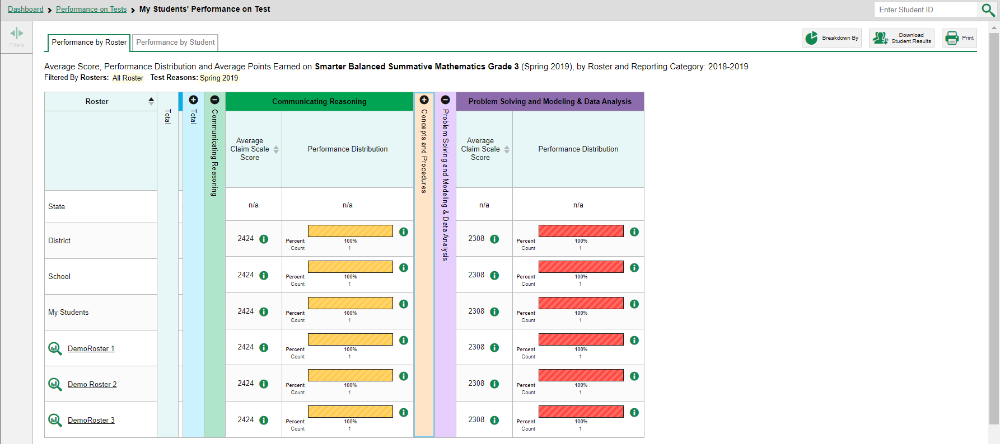 Dashboard Performance on Tests My Students' Performance on Test Enter Student ID
Filters
Performance by Roster Performance by Student
Breakdown By
Download
Student Results
Print
Average Score, Performance Distribution and Average Points Earned on Smarter Balanced Summative Mathematics Grade 3 (Spring 2019), by Roster and Reporting Category: 2018-2019
Filtered By Rosters: All Roster Test Reasons: Spring 2019
Roster
Total
Total
Communicating Reasoning
Communicating Reasoning
Concepts and Procedures
Problem Solving and Modeling & Data Analysis
Problem Solving and Modeling & Data Analysis
Average
Claim Scale
Score
Performance Distribution
Average
Claim Scale
Score
Performance Distribution
State n/a n/a n/a n/a
District 2424 2308
Percent 100% Percent 100%
Count 1 Count 1
School 2424 2308
Percent 100% Percent 100%
Count 1 Count 1
My Students 2424 2308
Percent 100% Percent 100%
Count 1 Count 1
DemoRoster 1 2424 2308
Percent 100% Percent 100%
Count 1 Count 1
Demo Roster 2 2424 2308
Percent 100% Percent 100%
Count 1 Count 1
DemoRoster 3 2424 2308
Percent 100% Percent 100%
Count 1 Count 1